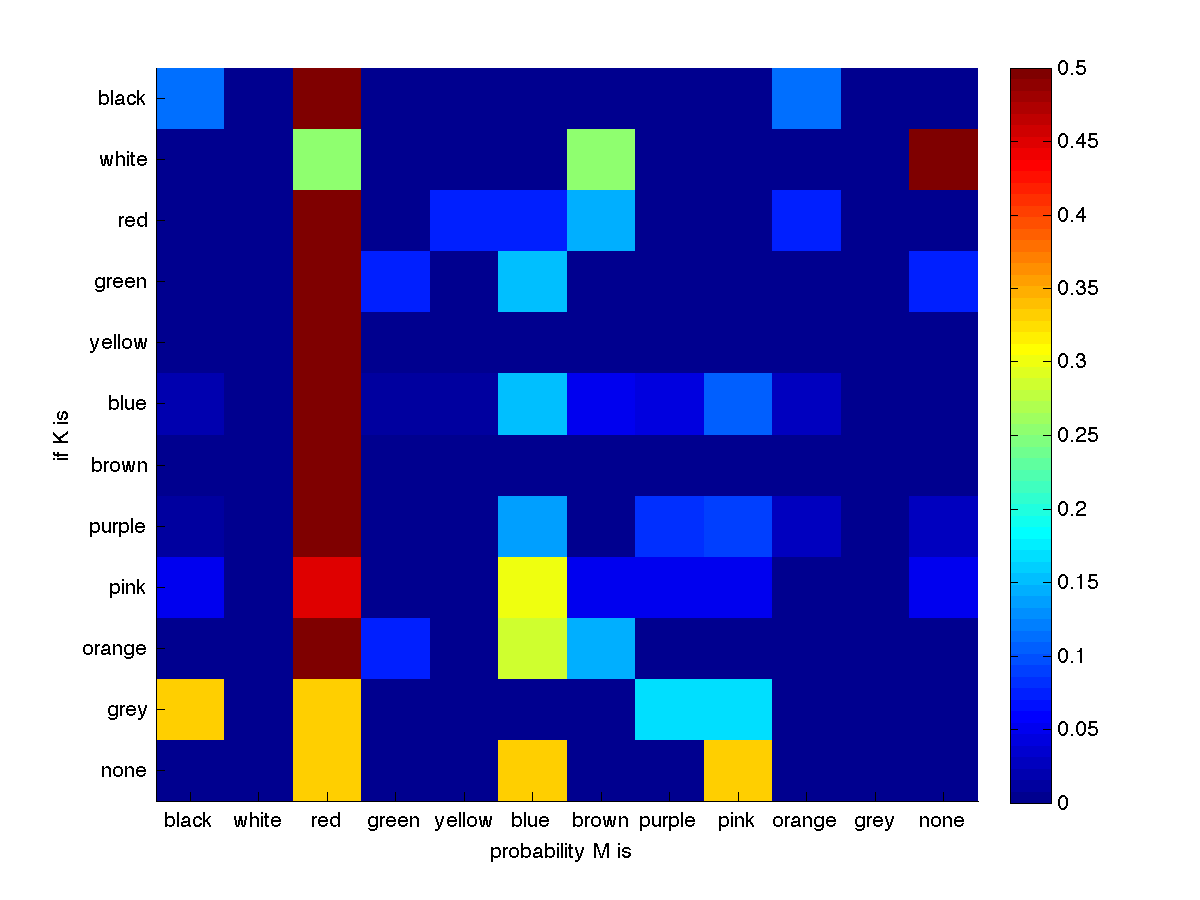 black
white
red
green
yellow
blue
brown
purple
pink
orange
grey
none
if K is
black white red green yellow blue brown purple pink orange grey none
probability M is
0.5
0.45
0.4
0.35
0.3
0.25
0.2
0.15
0.1
0.05
0